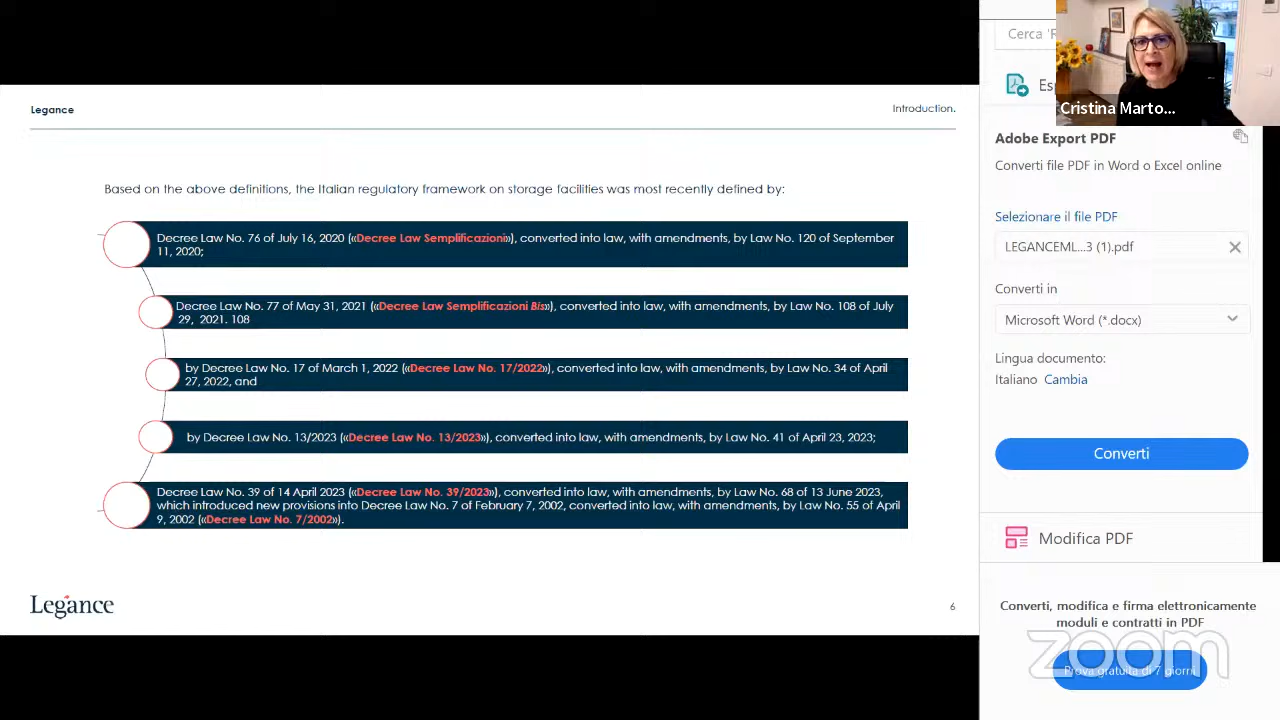 Legance
Introduction.
Based on the above definitions, the Italian regulatory framework on storage facilities was most recently defined by:
Decree Law No. 76 of July 16, 2020 («Decree Law Semplificazioni»), converted into law, with amendments, by Law No. 120 of September
11, 2020;
Decree Law No. 77 of May 31, 2021 («Decree Law Semplificazioni Bis»), converted into law, with amendments, by Law No. 108 of July
29, 2021. 108
by Decree Law No. 17 of March 1, 2022 («Decree Law No. 17/2022»), converted into law, with amendments, by Law No. 34 of April
27, 2022, and
by Decree Law No. 13/2023 («Decree Law No. 13/2023»), converted into law, with amendments, by Law No. 41 of April 23, 2023;
Decree Law No. 39 of 14 April 2023 («Decree Law No. 39/2023»), converted into law, with amendments, by Law No. 68 of 13 June 2023,
which introduced new provisions into Decree Law No. 7 of February 7, 2002, converted into law, with amendments, by Law No. 55 of April
9, 2002 («Decree Law No. 7/2002»).
Legance
6
Cerca
Cristina Marto...
Adobe Export PDF
Converti file PDF in Word o Excel online
Selezionare il file PDF
LEGANCEML...3 (1).pdf
Converti in
Microsoft Word (*.docx)
Lingua documento:
Italiano Cambia
Converti
Modifica PDF
Converti, modifica e firma elettronicamente
moduli e contratti in PDF
Prova gratuita di 7 giorni
zoom